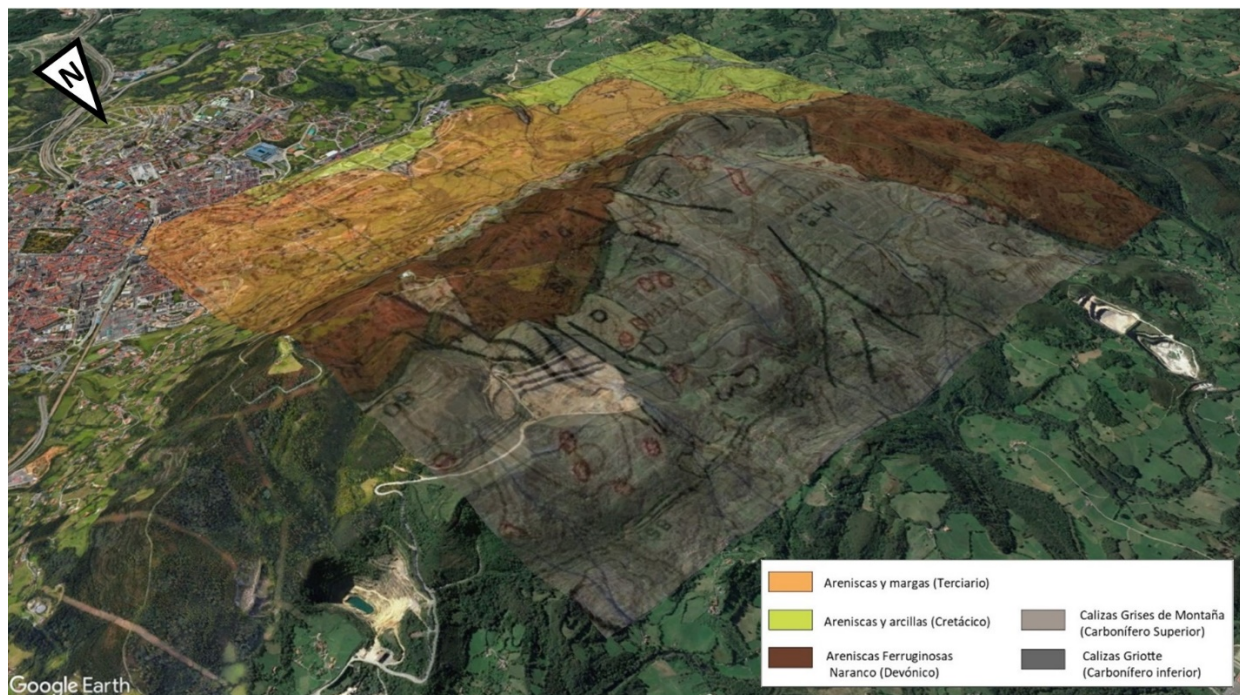 N
Areniscas y margas (Terciario)
Areniscas y arcillas (Cretácico)
Areniscas Ferruginosas
Naranco (Devónico)
Calizas Grises de Montaña
(Carbonífero Superior)
Calizas Griotte
(Carbonífero inferior)
Google Earth